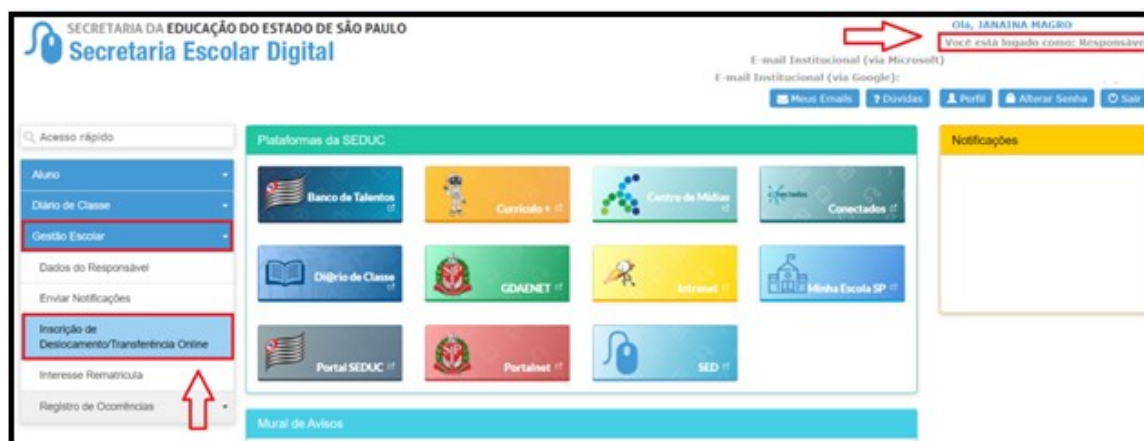 SECRETARIA DA EDUCAÇÃO DO ESTADO DE SÃO PAULO
Secretaria Escolar Digital
Olá, JANAINA MAGRO
Você está logado como: Responsáve
E-mail Institucional (via Microsoft)
E-mail Institucional (via Google):
Meus Emails
? Dúvidas
Perfil
Alterar Senha
Sair
Acesso rápido
Aluno
Diário de Classe
Gestão Escolar
Dados do Responsável
Enviar Notificações
Inscrição de
Deslocamento/Transferência Online
Interesse Rematrícula
Registro de Ocorrências
Plataformas da SEDUC
Banco de Talentos
Currículo +
Centro de Mídias
Conectados
Conectados
Di@rio de Classe
GDAENET
Intranet
Minha Escola SP
Portal SEDUC
Portalnet
SED
Mural de Avisos
Notificações